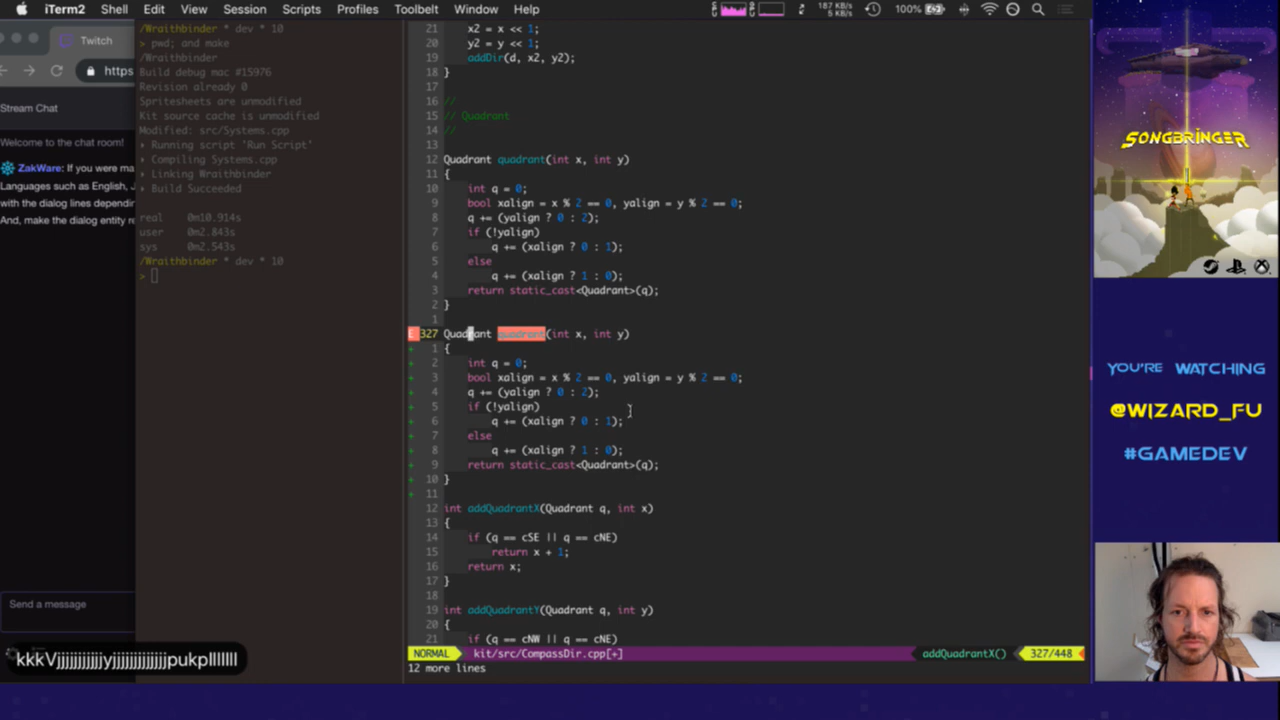 iTerm2 Shell Edit View Session Scripts Profiles Toolbelt Window Help
187 KB/s
5 KB/s
100%
Twitch
https
Stream Chat
Welcome to the chat room!
ZakWare: If you were ma
Languages such as English, J
with the dialog lines dependin
And, make the dialog entity re
Send a message
/Wraithbinder * dev * 10
> pwd; and make
/Wraithbinder
Build debug mac #15976
Revision already 0
Spritesheets are unmodified
Kit source cache is unmodified
Modified: src/Systems.cpp
▸ Running script 'Run Script'
▸ Compiling Systems.cpp
▸ Linking Wraithbinder
▸ Build Succeeded
real 0m10.914s
user 0m2.843s
sys 0m2.543s
/Wraithbinder * dev * 10
>
21 x2 = x << 1;
20 y2 = y << 1;
19 addDir(d, x2, y2);
18 }
17
16 //
15 // Quadrant
14 //
13
12 Quadrant quadrant(int x, int y)
11 {
10 int q = 0;
9 bool xalign = x % 2 == 0, yalign = y % 2 == 0;
8 q += (yalign ? 0 : 2);
7 if (!yalign)
6 q += (xalign ? 0 : 1);
5 else
4 q += (xalign ? 1 : 0);
3 return static_cast<Quadrant>(q);
2 }
1
E 327 Quadrant quadrant(int x, int y)
+ 1 {
+ 2 int q = 0;
+ 3 bool xalign = x % 2 == 0, yalign = y % 2 == 0;
+ 4 q += (yalign ? 0 : 2);
+ 5 if (!yalign)
+ 6 q += (xalign ? 0 : 1);
+ 7 else
+ 8 q += (xalign ? 1 : 0);
+ 9 return static_cast<Quadrant>(q);
+ 10 }
+ 11
12 int addQuadrantX(Quadrant q, int x)
13 {
14 if (q == cSE || q == cNE)
15 return x + 1;
16 return x;
17 }
18
19 int addQuadrantY(Quadrant q, int y)
20 {
21 if (q == cNW || q == cNE)
NORMAL kit/src/CompassDir.cpp[+] addQuadrantX() 327/448
12 more lines
SONGBRINGER
YOU'RE WATCHING
@WIZARD_FU
#GAMEDEV